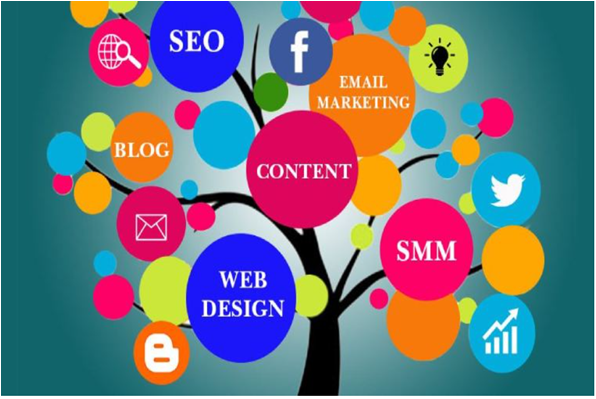 SEO
EMAIL
MARKETING
BLOG
CONTENT
SMM
WEB
DESIGN